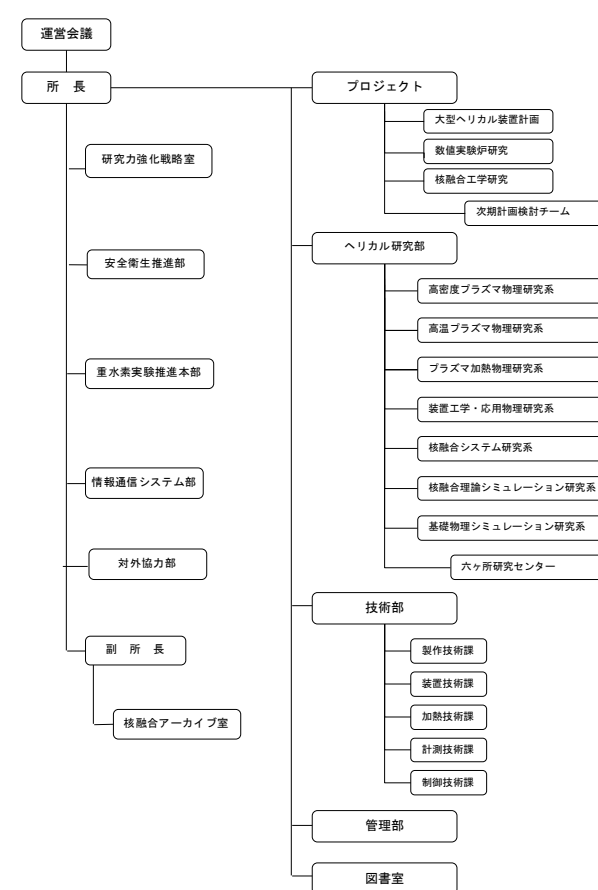 運営会議
所　長
研究力強化戦略室
安全衛生推進部
重水素実験推進本部
情報通信システム部
対外協力部
副　所　長
核融合アーカイブ室
プロジェクト
大型ヘリカル装置計画
数値実験炉研究
核融合工学研究
次期計画検討チーム
ヘリカル研究部
高密度プラズマ物理研究系
高温プラズマ物理研究系
プラズマ加熱物理研究系
装置工学・応用物理研究系
核融合システム研究系
核融合理論シミュレーション研究系
基礎物理シミュレーション研究系
六ヶ所研究センター
技術部
製作技術課
装置技術課
加熱技術課
計測技術課
制御技術課
管理部
図書室